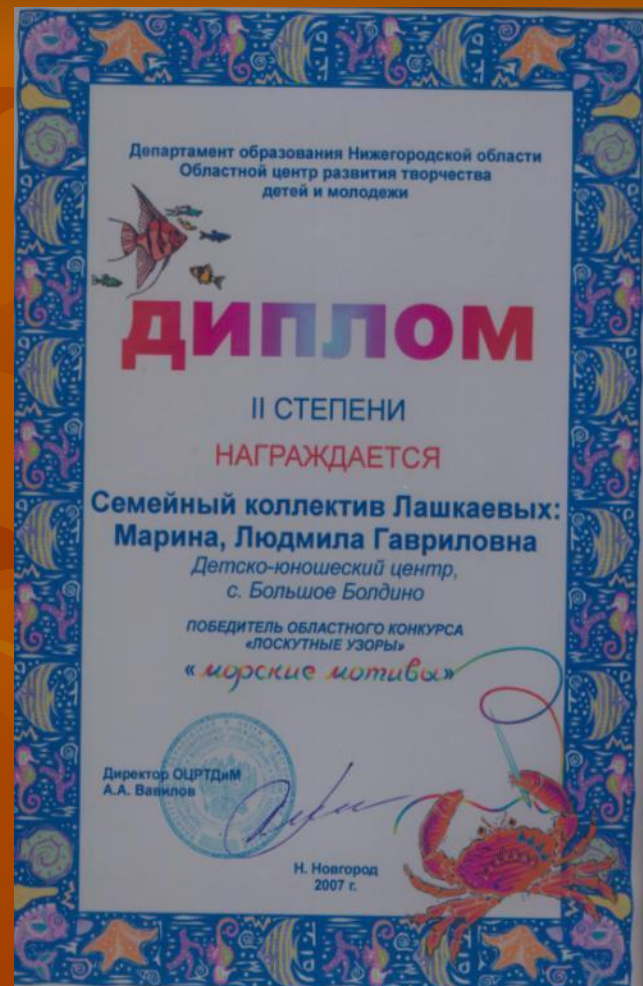 Департамент образования Нижегородской области
Областной центр развития творчества
детей и молодежи
ДИПЛОМ
II СТЕПЕНИ
НАГРАЖДАЕТСЯ
Семейный коллектив Лашкаевых:
Марина, Людмила Гавриловна
Детско-юношеский центр,
с. Большое Болдино
ПОБЕДИТЕЛЬ ОБЛАСТНОГО КОНКУРСА
«ЛОСКУТНЫЕ УЗОРЫ»
«морские мотивы»
Директор ОЦРТДиМ
А.А. Вавилов
Н. Новгород
2007 г.